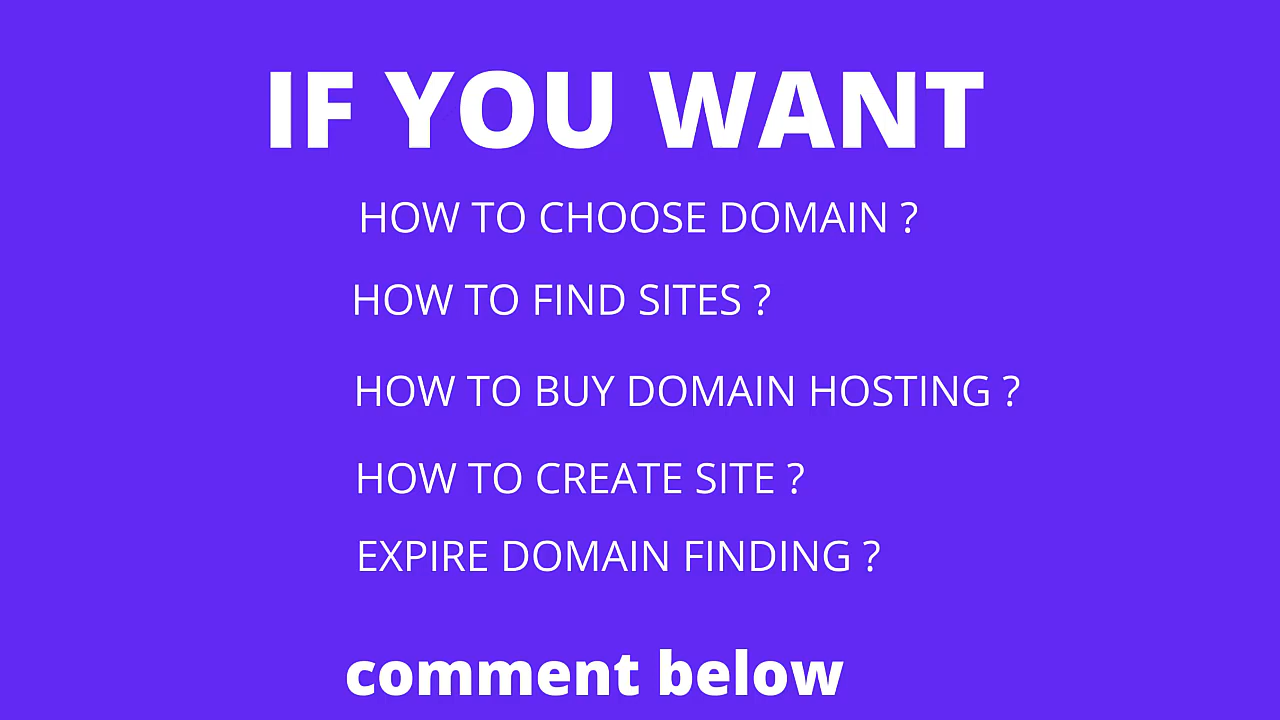 IF YOU WANT
HOW TO CHOOSE DOMAIN ?
HOW TO FIND SITES ?
HOW TO BUY DOMAIN HOSTING ?
HOW TO CREATE SITE ?
EXPIRE DOMAIN FINDING ?
comment below